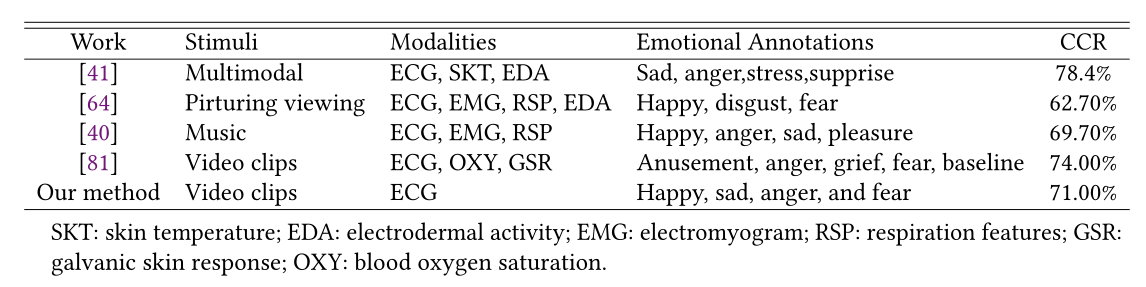 Work Stimuli Modalities Emotional Annotations CCR
[41] Multimodal ECG, SKT, EDA Sad, anger,stress,supprise 78.4%
[64] Pirturing viewing ECG, EMG, RSP, EDA Happy, disgust, fear 62.70%
[40] Music ECG, EMG, RSP Happy, anger, sad, pleasure 69.70%
[81] Video clips ECG, OXY, GSR Anusement, anger, grief, fear, baseline 74.00%
Our method Video clips ECG Happy, sad, anger, and fear 71.00%
SKT: skin temperature; EDA: electrodermal activity; EMG: electromyogram; RSP: respiration features; GSR:
galvanic skin response; OXY: blood oxygen saturation.